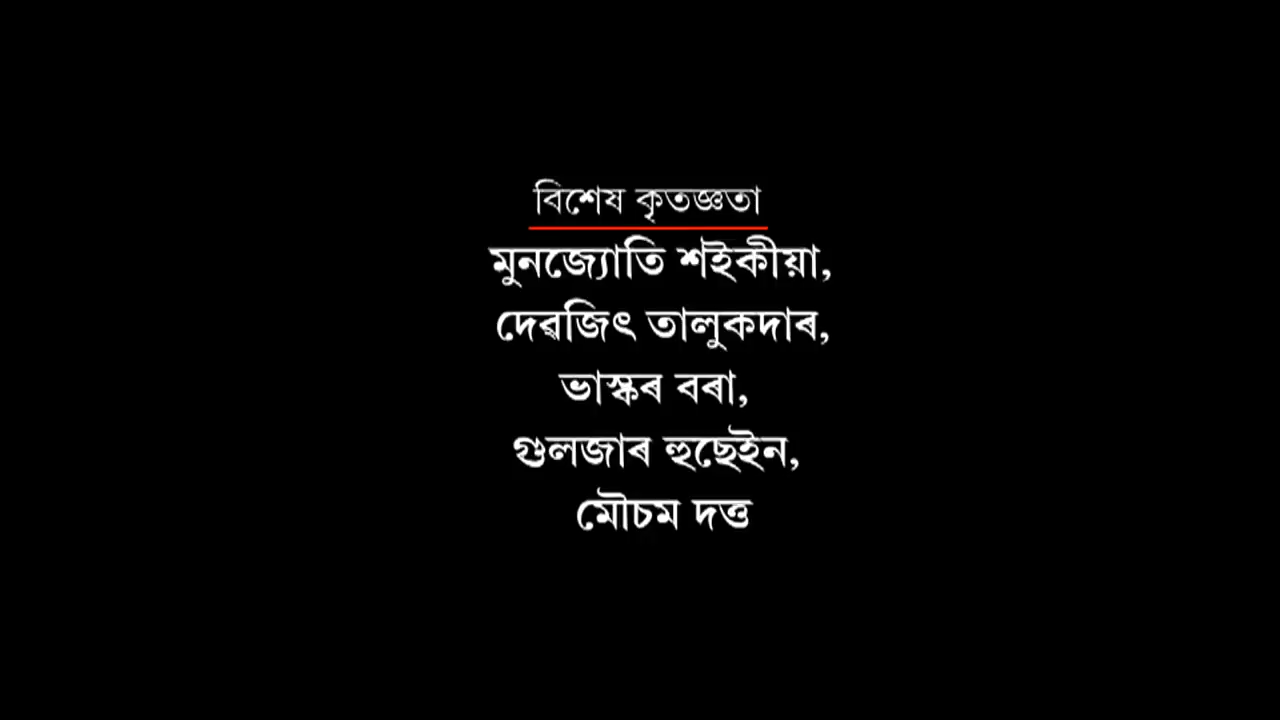 বিশেষ কৃতজ্ঞতা
মুনজ্যোতি শইকীয়া,
দেৱজিৎ তালুকদাৰ,
ভাস্কৰ বৰা,
গুলজাৰ হুছেইন,
মৌচম দত্ত